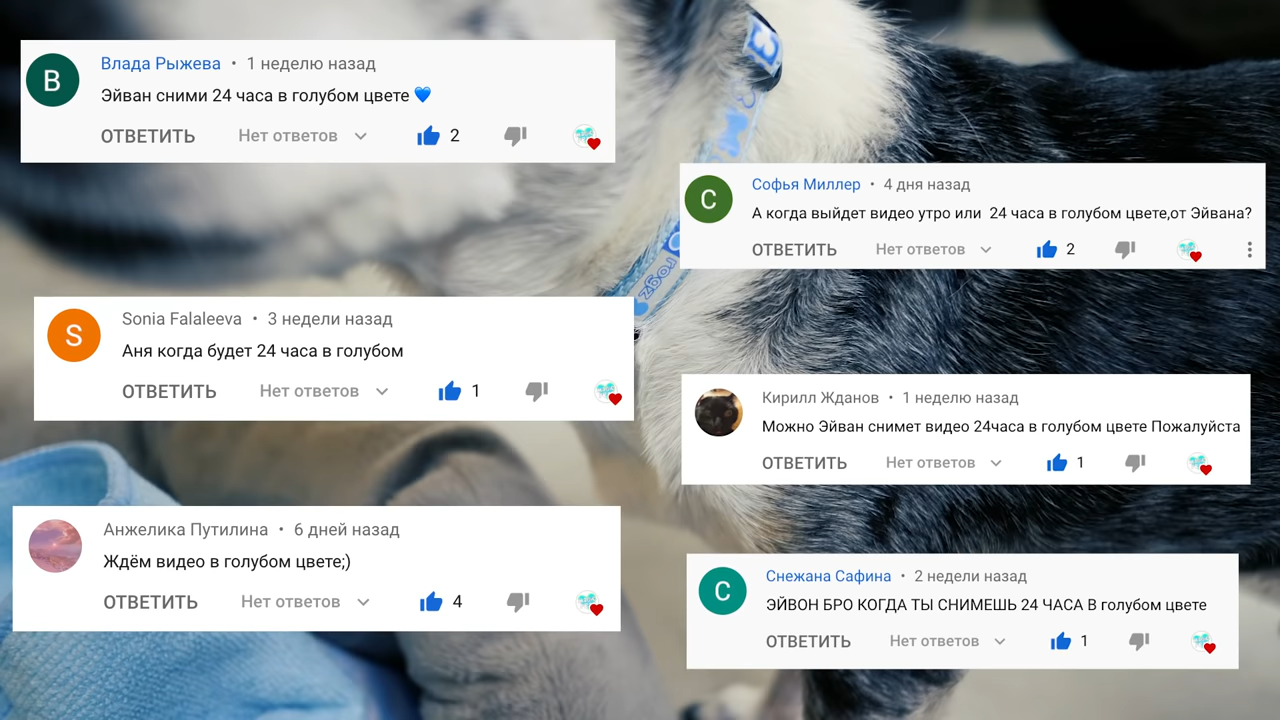 В
Влада Рыжева • 1 неделю назад
Эйван сними 24 часа в голубом цвете 💙
ОТВЕТИТЬ Нет ответов 2
С
Софья Миллер • 4 дня назад
А когда выйдет видео утро или 24 часа в голубом цвете,от Эйвана?
ОТВЕТИТЬ Нет ответов 2
rogz
S
Sonia Falaleeva • 3 недели назад
Аня когда будет 24 часа в голубом
ОТВЕТИТЬ Нет ответов 1
Кирилл Жданов • 1 неделю назад
Можно Эйван снимет видео 24часа в голубом цвете Пожалуйста
ОТВЕТИТЬ Нет ответов 1
Анжелика Путилина • 6 дней назад
Ждём видео в голубом цвете;)
ОТВЕТИТЬ Нет ответов 4
С
Снежана Сафина • 2 недели назад
ЭЙВОН БРО КОГДА ТЫ СНИМЕШЬ 24 ЧАСА В голубом цвете
ОТВЕТИТЬ Нет ответов 1